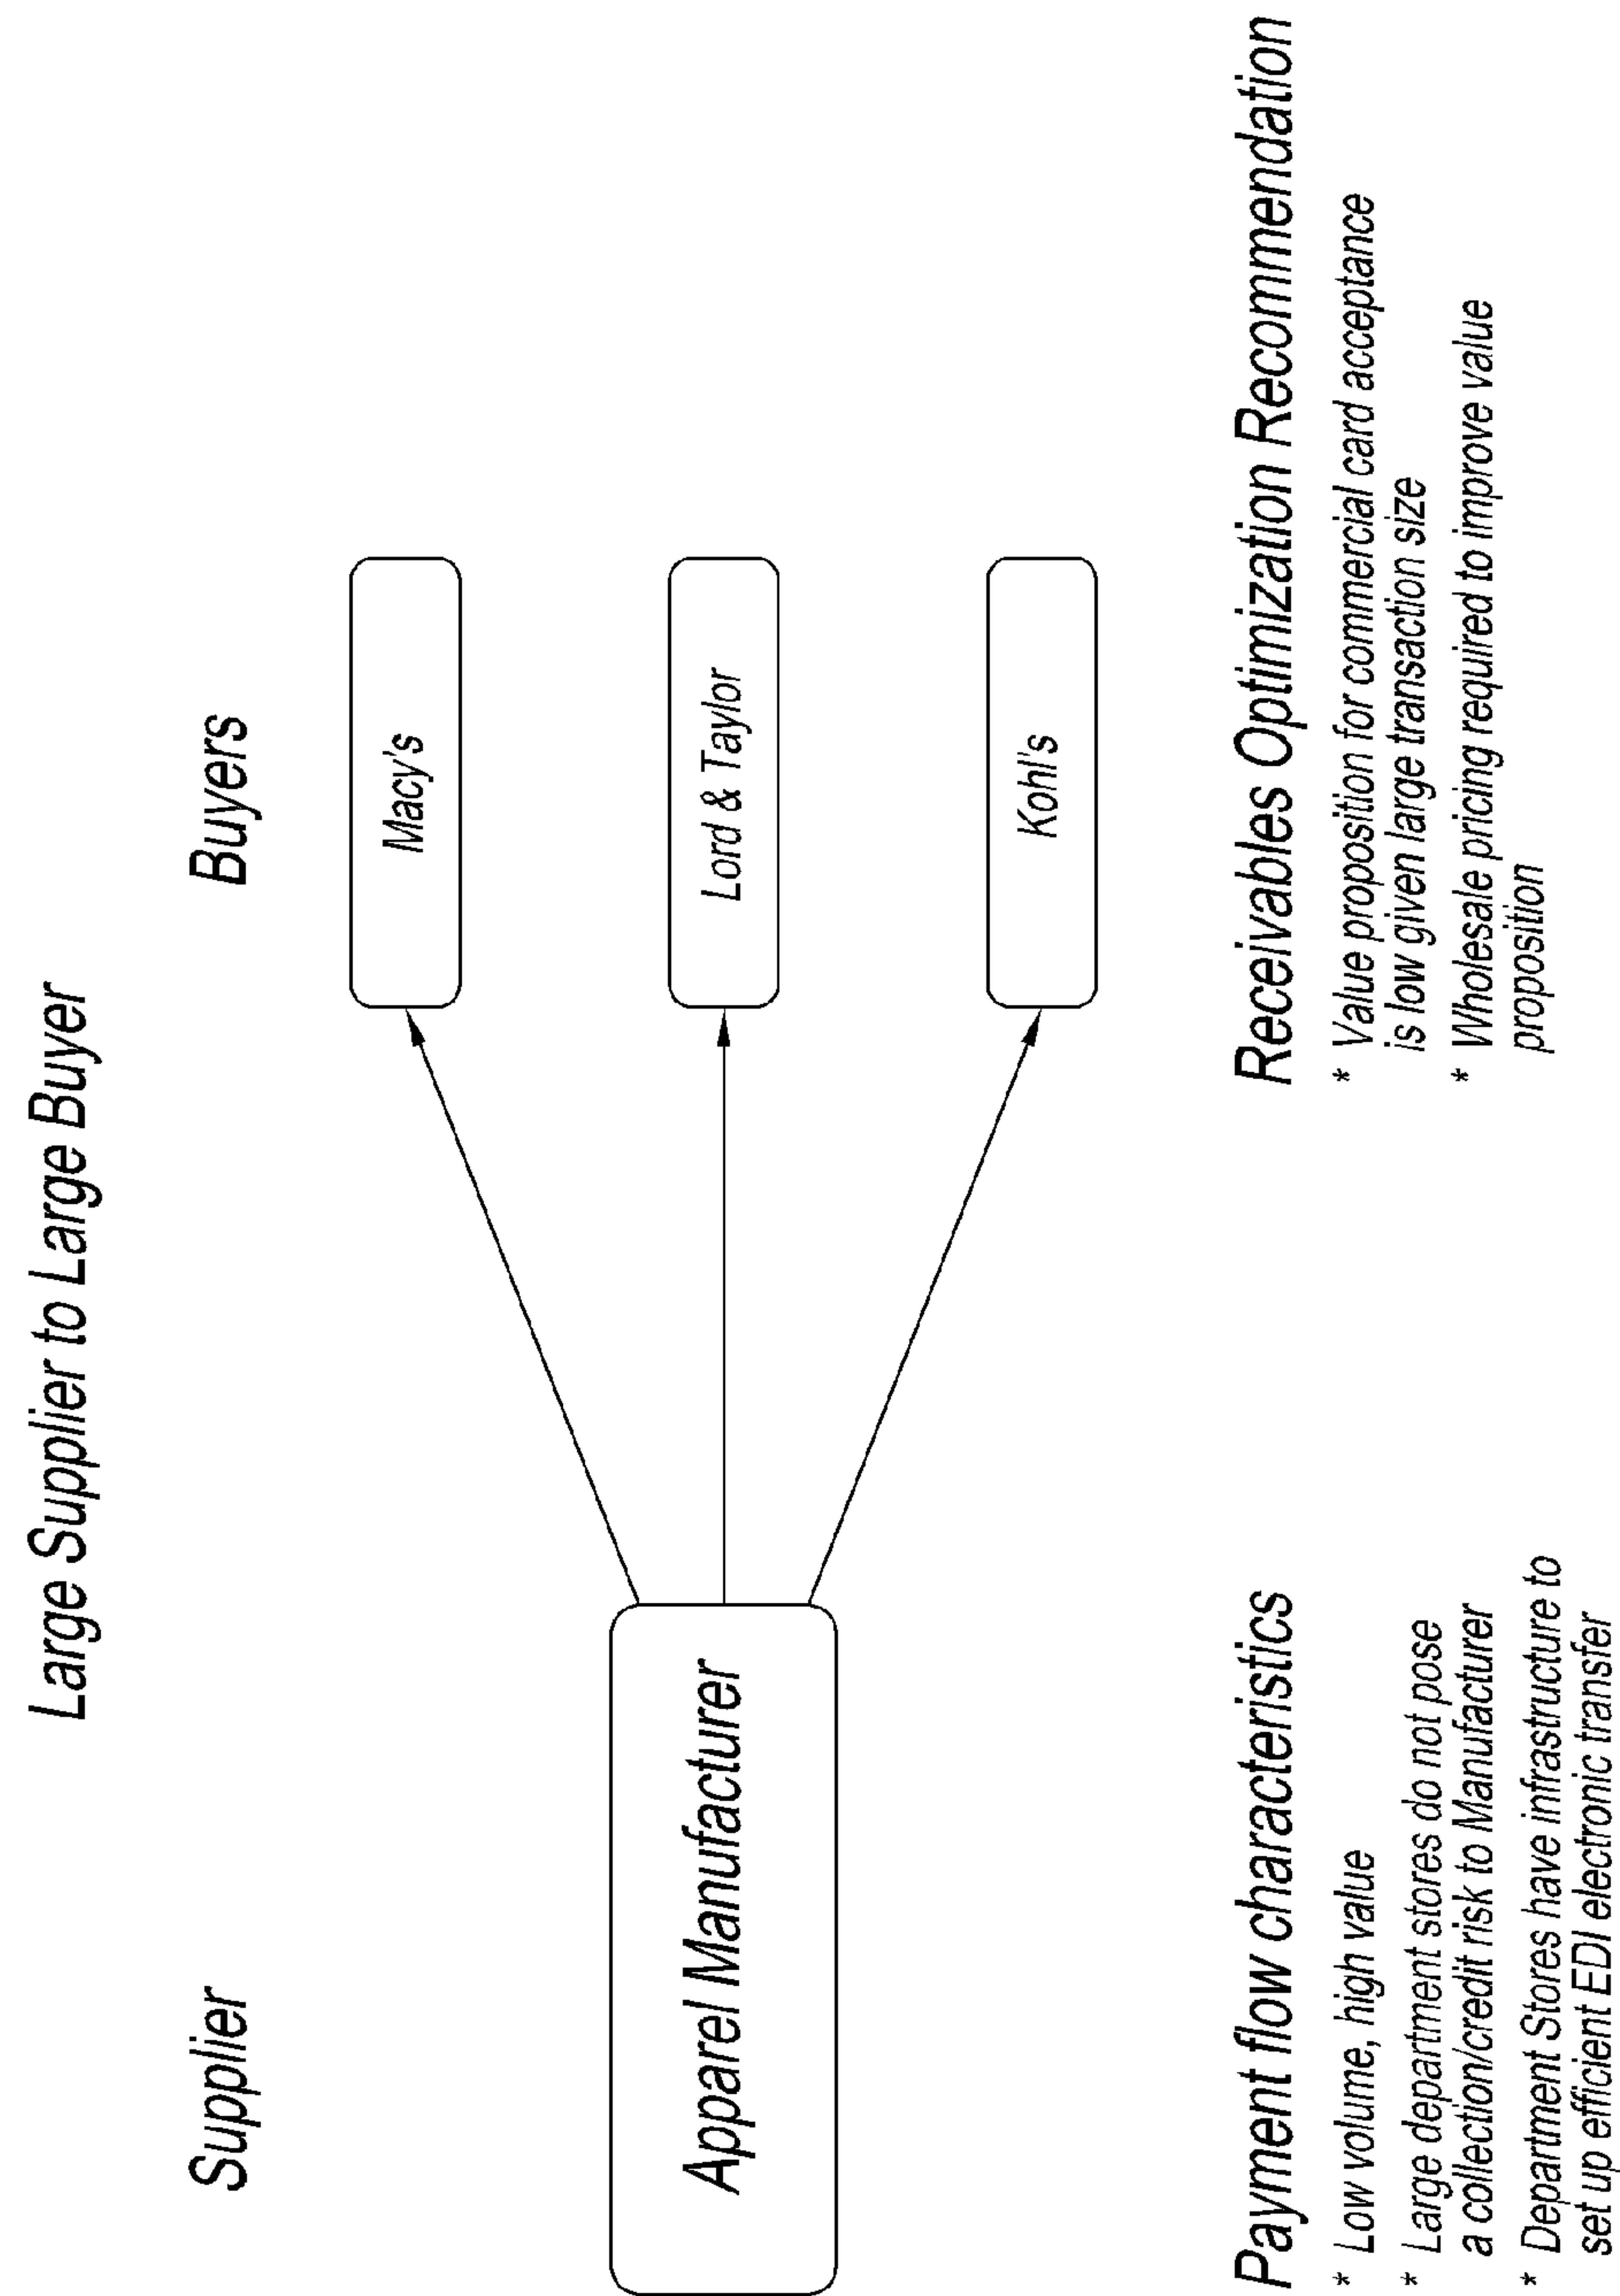 Large Supplier to Large Buyer
Supplier
Buyers
Apparel Manufacturer
Macy's
Lord & Taylor
Kohl's
Payment flow characteristics
* Low volume, high value
* Large department stores do not pose
a collection/credit risk to Manufacturer
* Department Stores have infrastructure to
set up efficient EDI electronic transfer
Receivables Optimization Recommendation
* Value proposition for commercial card acceptance
is low given large transaction size
* Wholesale pricing required to improve value
proposition